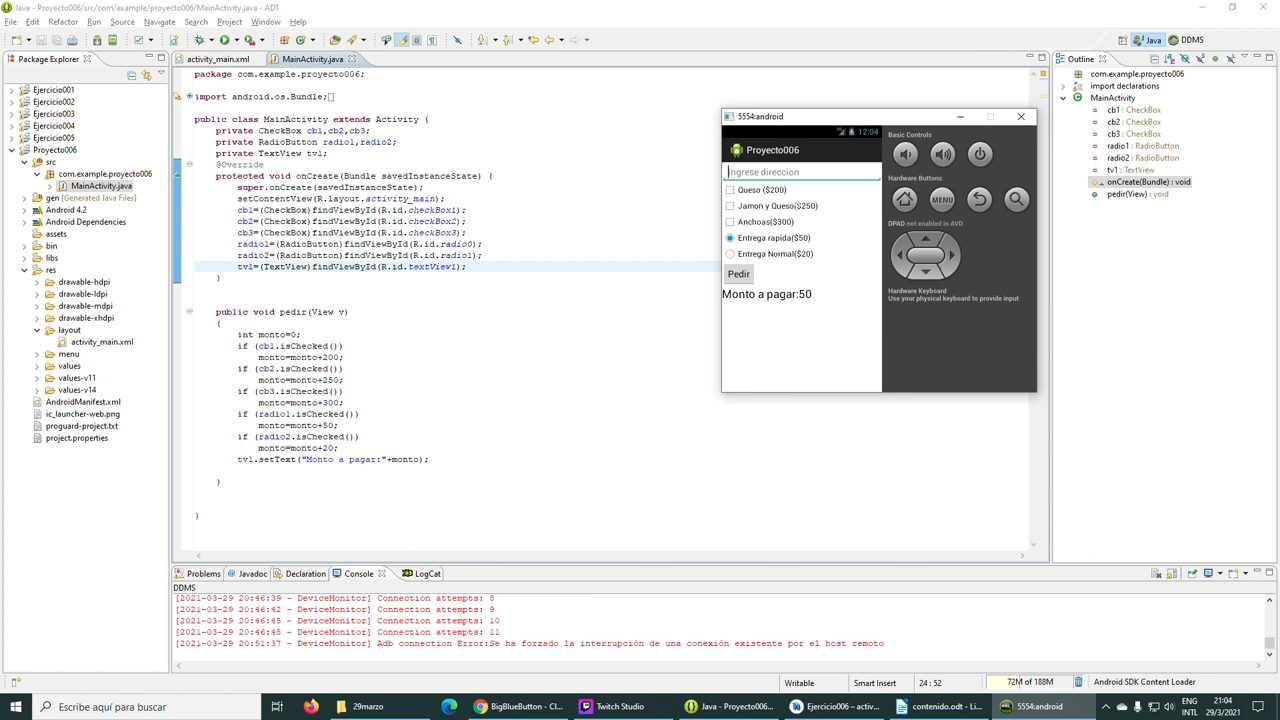 Java - Proyecto006/src/com/example/proyecto006/MainActivity.java - ADT
File Edit Refactor Run Source Navigate Search Project Window Help
Java DDMS
Package Explorer
Ejercicio001
Ejercicio002
Ejercicio003
Ejercicio004
Ejercicio005
Proyecto006
src
com.example.proyecto006
MainActivity.java
gen [Generated Java Files]
Android 4.2
Android Dependencies
assets
bin
libs
res
drawable-hdpi
drawable-ldpi
drawable-mdpi
drawable-xhdpi
layout
activity_main.xml
menu
values
values-v11
values-v14
AndroidManifest.xml
ic_launcher-web.png
proguard-project.txt
project.properties
activity_main.xml MainActivity.java
package com.example.proyecto006;
import android.os.Bundle;
public class MainActivity extends Activity {
private CheckBox cb1,cb2,cb3;
private RadioButton radio1,radio2;
private TextView tv1;
@Override
protected void onCreate(Bundle savedInstanceState) {
super.onCreate(savedInstanceState);
setContentView(R.layout.activity_main);
cb1=(CheckBox)findViewById(R.id.checkBox1);
cb2=(CheckBox)findViewById(R.id.checkBox2);
cb3=(CheckBox)findViewById(R.id.checkBox3);
radio1=(RadioButton)findViewById(R.id.radio0);
radio2=(RadioButton)findViewById(R.id.radio1);
tv1=(TextView)findViewById(R.id.textView1);
}
public void pedir(View v)
{
int monto=0;
if (cb1.isChecked())
monto=monto+200;
if (cb2.isChecked())
monto=monto+250;
if (cb3.isChecked())
monto=monto+300;
if (radio1.isChecked())
monto=monto+50;
if (radio2.isChecked())
monto=monto+20;
tv1.setText("Monto a pagar:"+monto);
}
}
5554:android
12:04
Proyecto006
Ingrese direccion
Queso ($200)
Jamon y Queso($250)
Anchoas($300)
Entrega rapida($50)
Entrega Normal($20)
Pedir
Monto a pagar:50
Basic Controls
Hardware Buttons
MENU
DPAD not enabled in AVD
Hardware Keyboard
Use your physical keyboard to provide input
Outline
com.example.proyecto006
import declarations
MainActivity
cb1 : CheckBox
cb2 : CheckBox
cb3 : CheckBox
radio1 : RadioButton
radio2 : RadioButton
tv1 : TextView
onCreate(Bundle) : void
pedir(View) : void
Problems Javadoc Declaration Console LogCat
DDMS
[2021-03-29 20:46:39 - DeviceMonitor] Connection attempts: 8
[2021-03-29 20:46:42 - DeviceMonitor] Connection attempts: 9
[2021-03-29 20:46:45 - DeviceMonitor] Connection attempts: 10
[2021-03-29 20:46:48 - DeviceMonitor] Connection attempts: 11
[2021-03-29 20:51:37 - DeviceMonitor] Adb connection Error:Se ha forzado la interrupción de una conexión existente por el host remoto
Writable Smart Insert 24 : 52 72M of 188M Android SDK Content Loader
Escribe aquí para buscar 29marzo BigBlueButton - Cl... Twitch Studio Java - Proyecto006... Ejercicio006 – activ... contenido.odt - Li... 5554:android ENG INTL 21:04 29/3/2021